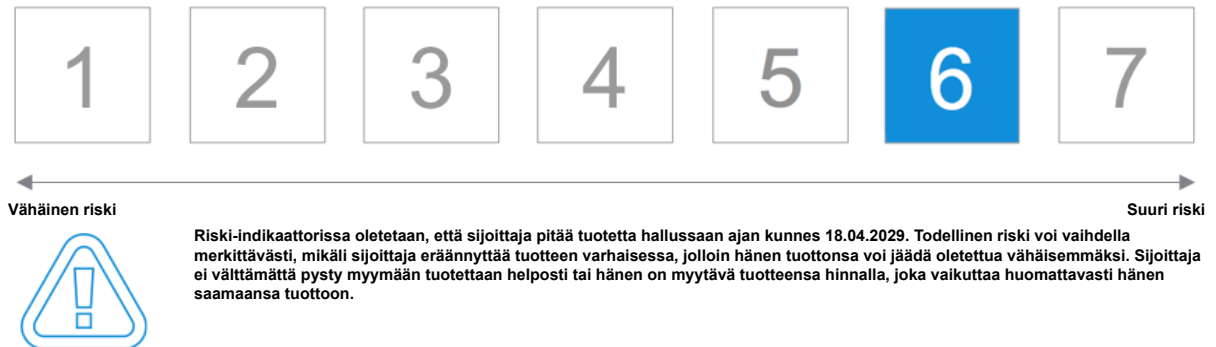 1 2 3 4 5 6 7
Vähäinen riski Suuri riski
Riski-indikaattorissa oletetaan, että sijoittaja pitää tuotetta hallussaan ajan kunnes 18.04.2029. Todellinen riski voi vaihdella
merkittävästi, mikäli sijoittaja eräännyttää tuotteen varhaisessa, jolloin hänen tuottonsa voi jäädä oletettua vähäisemmäksi. Sijoittaja
ei välttämättä pysty myymään tuotettaan helposti tai hänen on myytävä tuotteensa hinnalla, joka vaikuttaa huomattavasti hänen
saamaansa tuottoon.